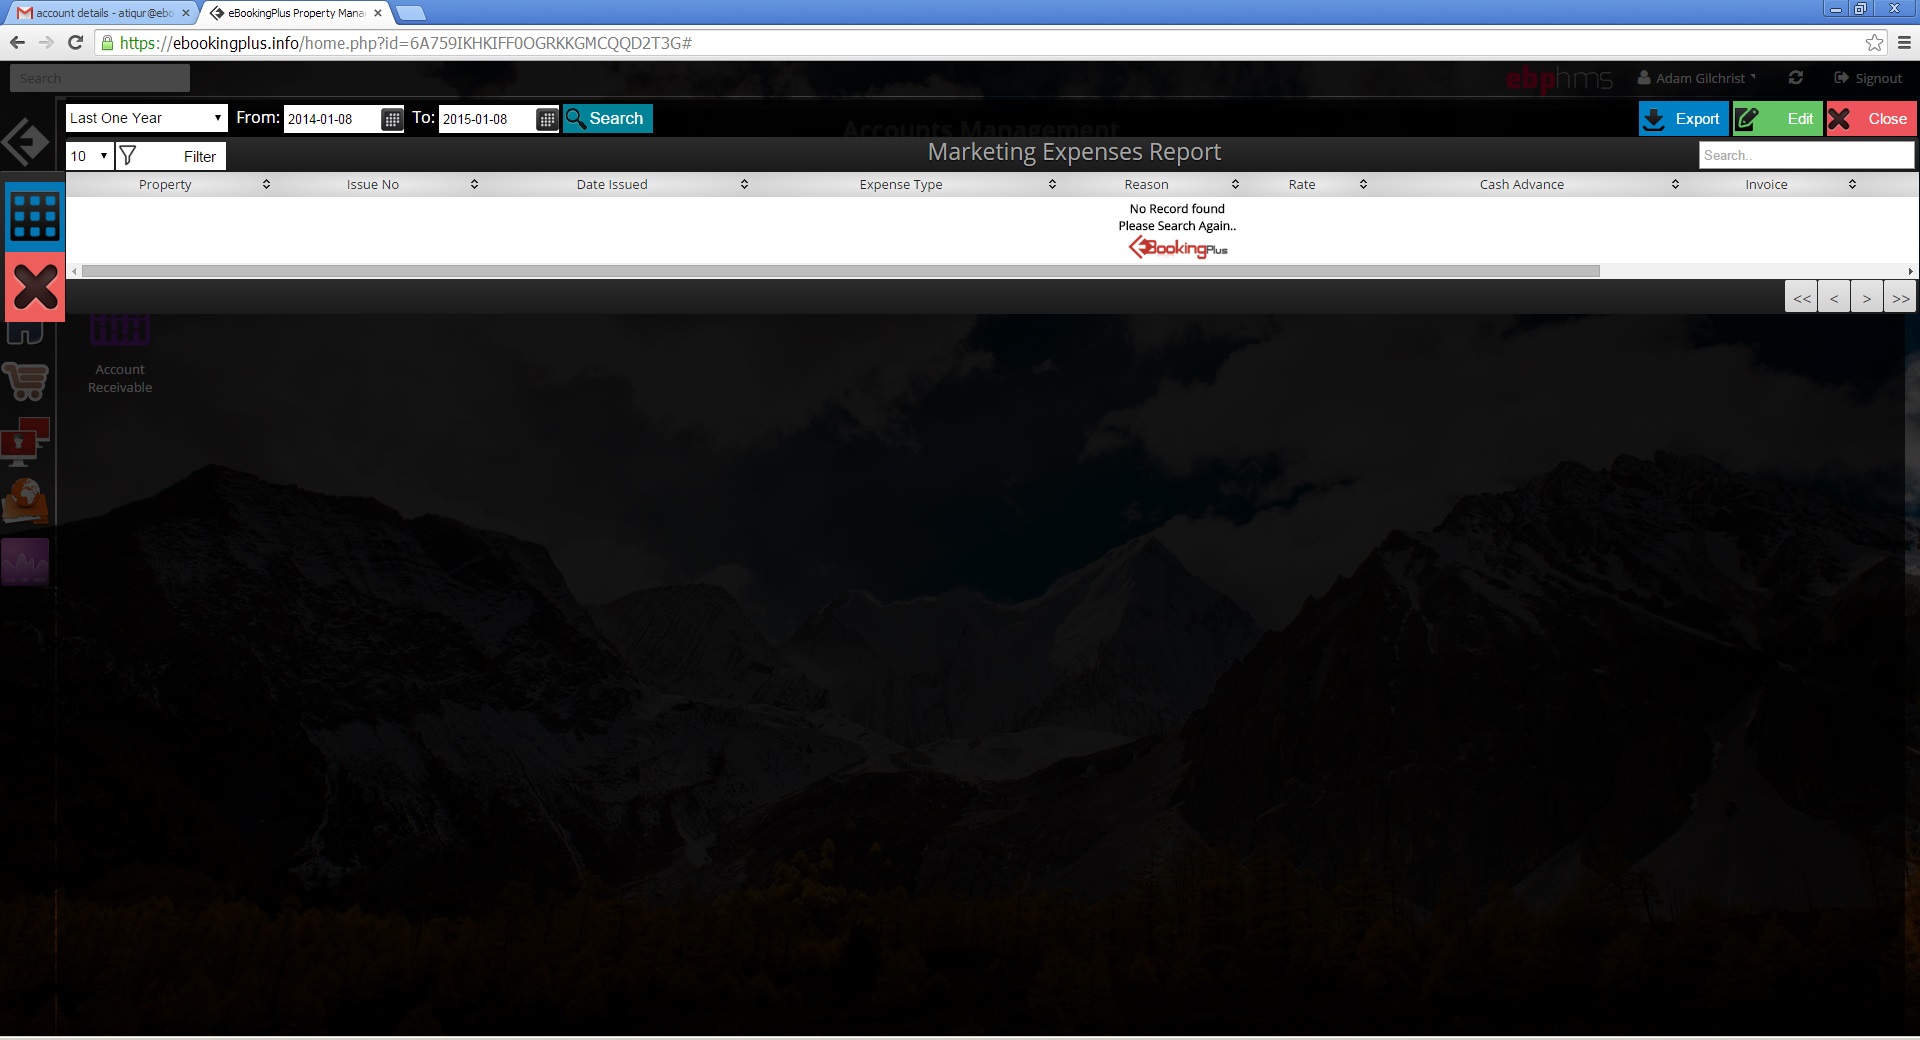 account details - atiqur@ebo
eBookingPlus Property Mana
https://ebookingplus.info/home.php?id=6A759IKHKIFF0OGRKKGMCQQD2T3G#
Search
ebphms
Adam Gilchrist
Signout
Last One Year
From:
2014-01-08
To:
2015-01-08
Search
Export
Edit
Close
Accounts Management
10
Filter
Marketing Expenses Report
Search..
Property
Issue No
Date Issued
Expense Type
Reason
Rate
Cash Advance
Invoice
No Record found
Please Search Again..
EBookingPlus
<<
<
>
>>
Account
Receivable